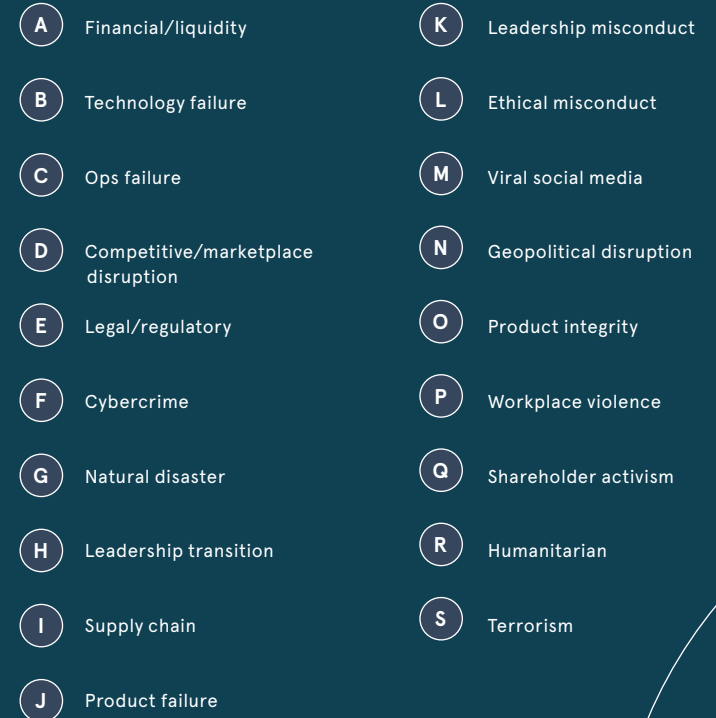 A Financial/liquidity
B Technology failure
C Ops failure
D Competitive/marketplace
disruption
E Legal/regulatory
F Cybercrime
G Natural disaster
H Leadership transition
I Supply chain
J Product failure
K Leadership misconduct
L Ethical misconduct
M Viral social media
N Geopolitical disruption
O Product integrity
P Workplace violence
Q Shareholder activism
R Humanitarian
S Terrorism